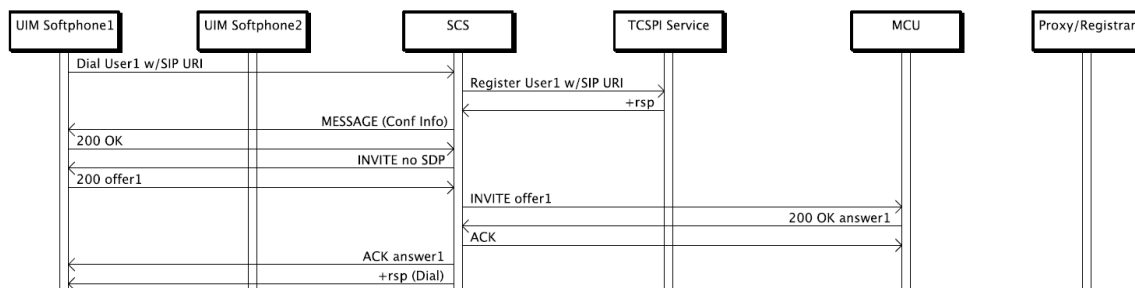 UIM Softphone1
UIM Softphone2
SCS
TCSPI Service
MCU
Proxy/Registrar
Dial User1 w/SIP URI
Register User1 w/SIP URI
+rsp
MESSAGE (Conf Info)
200 OK
INVITE no SDP
200 offer1
INVITE offer1
200 OK answer1
ACK
ACK answer1
+rsp (Dial)